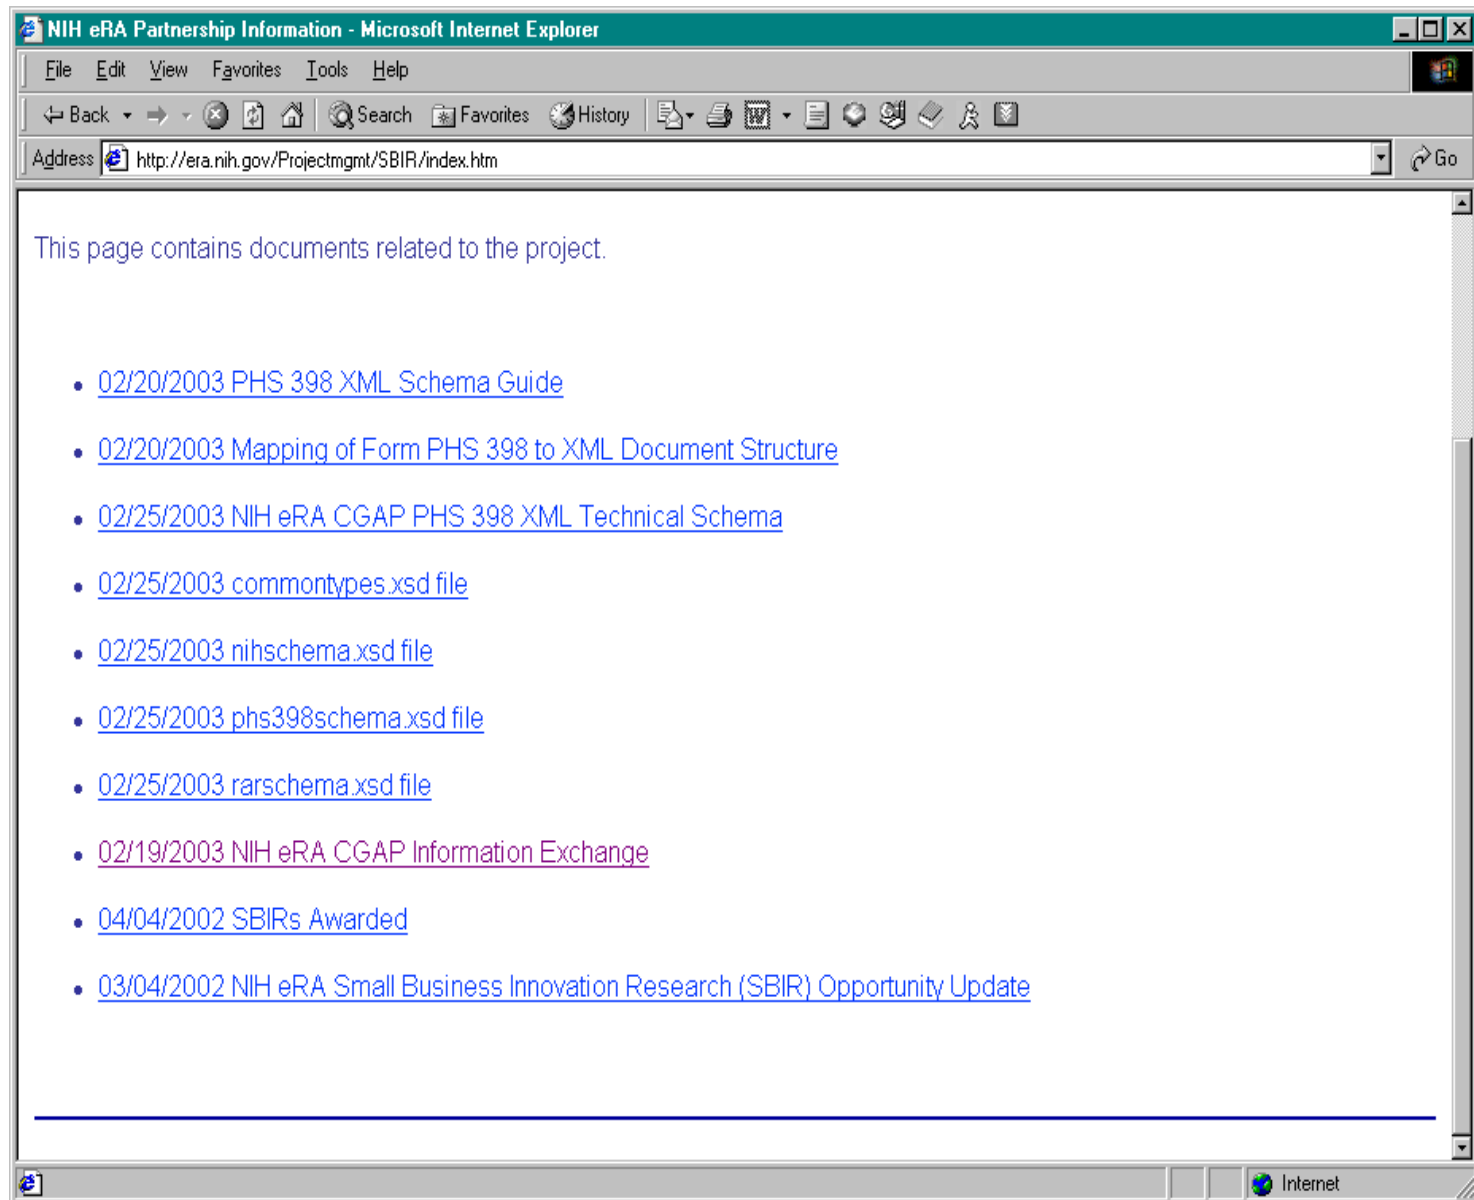 NIH eRA Partnership Information - Microsoft Internet Explorer
File Edit View Favorites Tools Help
Back Search Favorites History
Address http://era.nih.gov/Projectmgmt/SBIR/index.htm Go
This page contains documents related to the project.
02/20/2003 PHS 398 XML Schema Guide
02/20/2003 Mapping of Form PHS 398 to XML Document Structure
02/25/2003 NIH eRA CGAP PHS 398 XML Technical Schema
02/25/2003 commontypes.xsd file
02/25/2003 nihschema.xsd file
02/25/2003 phs398schema.xsd file
02/25/2003 rarschema.xsd file
02/19/2003 NIH eRA CGAP Information Exchange
04/04/2002 SBIRs Awarded
03/04/2002 NIH eRA Small Business Innovation Research (SBIR) Opportunity Update
Internet